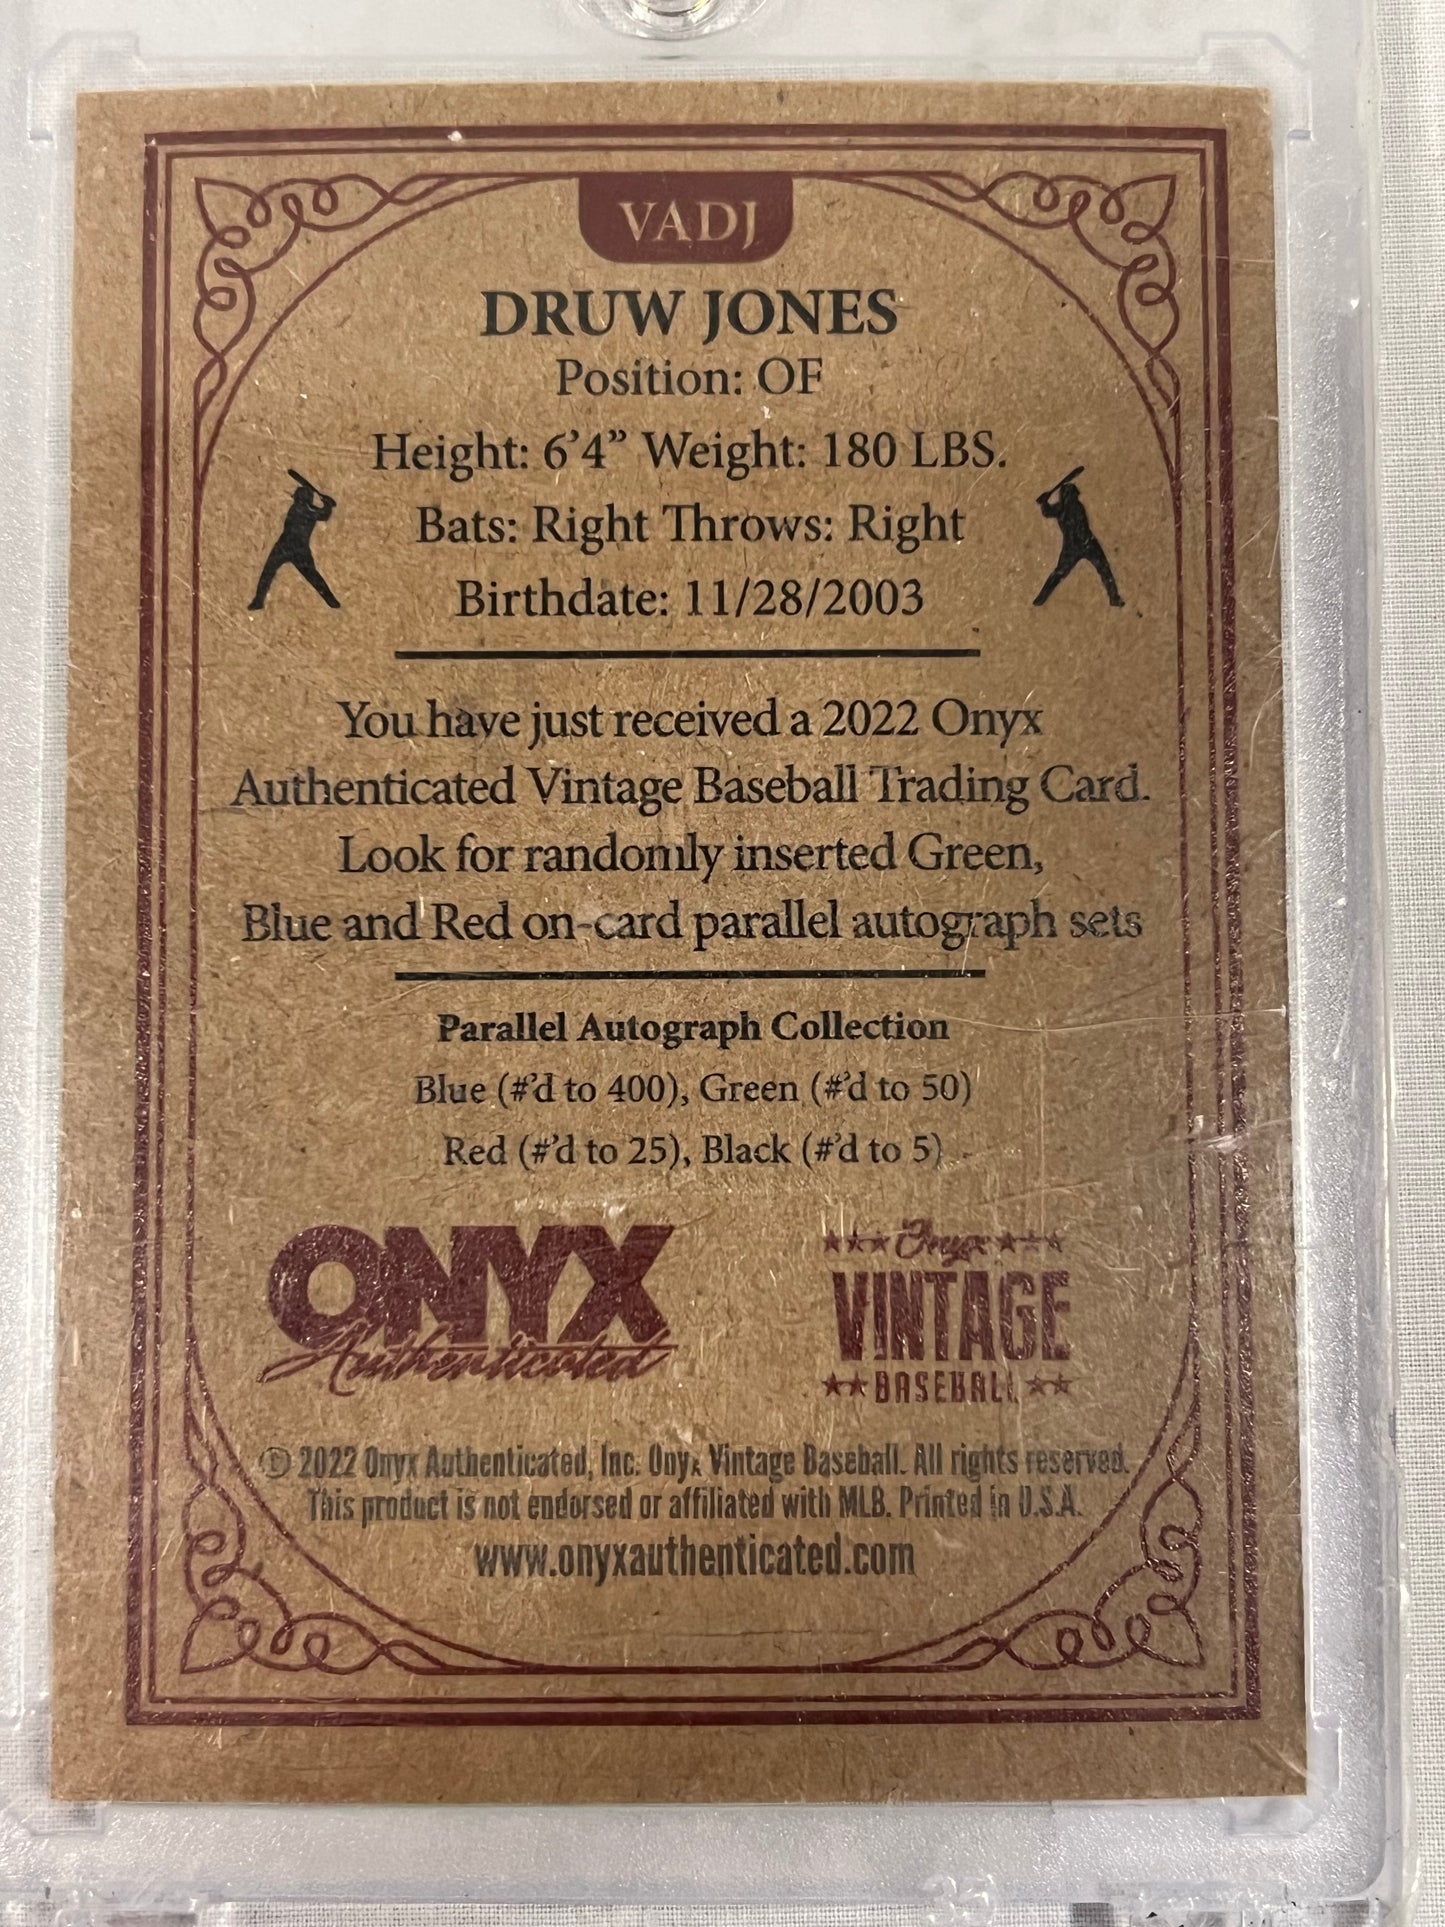 VADJ
DRUW JONES
Position: OF
Height: 6’4” Weight: 180 LBS.
Bats: Right Throws: Right
Birthdate: 11/28/2003
You have just received a 2022 Onyx
Authenticated Vintage Baseball Trading Card.
Look for randomly inserted Green,
Blue and Red on-card parallel autograph sets
Parallel Autograph Collection
Blue (#’d to 400), Green (#’d to 50)
Red (#’d to 25), Black (#’d to 5)
ONYX
Authenticated
Onyx
VINTAGE
BASEBALL
© 2022 Onyx Authenticated, Inc. Onyx Vintage Baseball. All rights reserved.
This product is not endorsed or affiliated with MLB. Printed in U.S.A.
www.onyxauthenticated.com